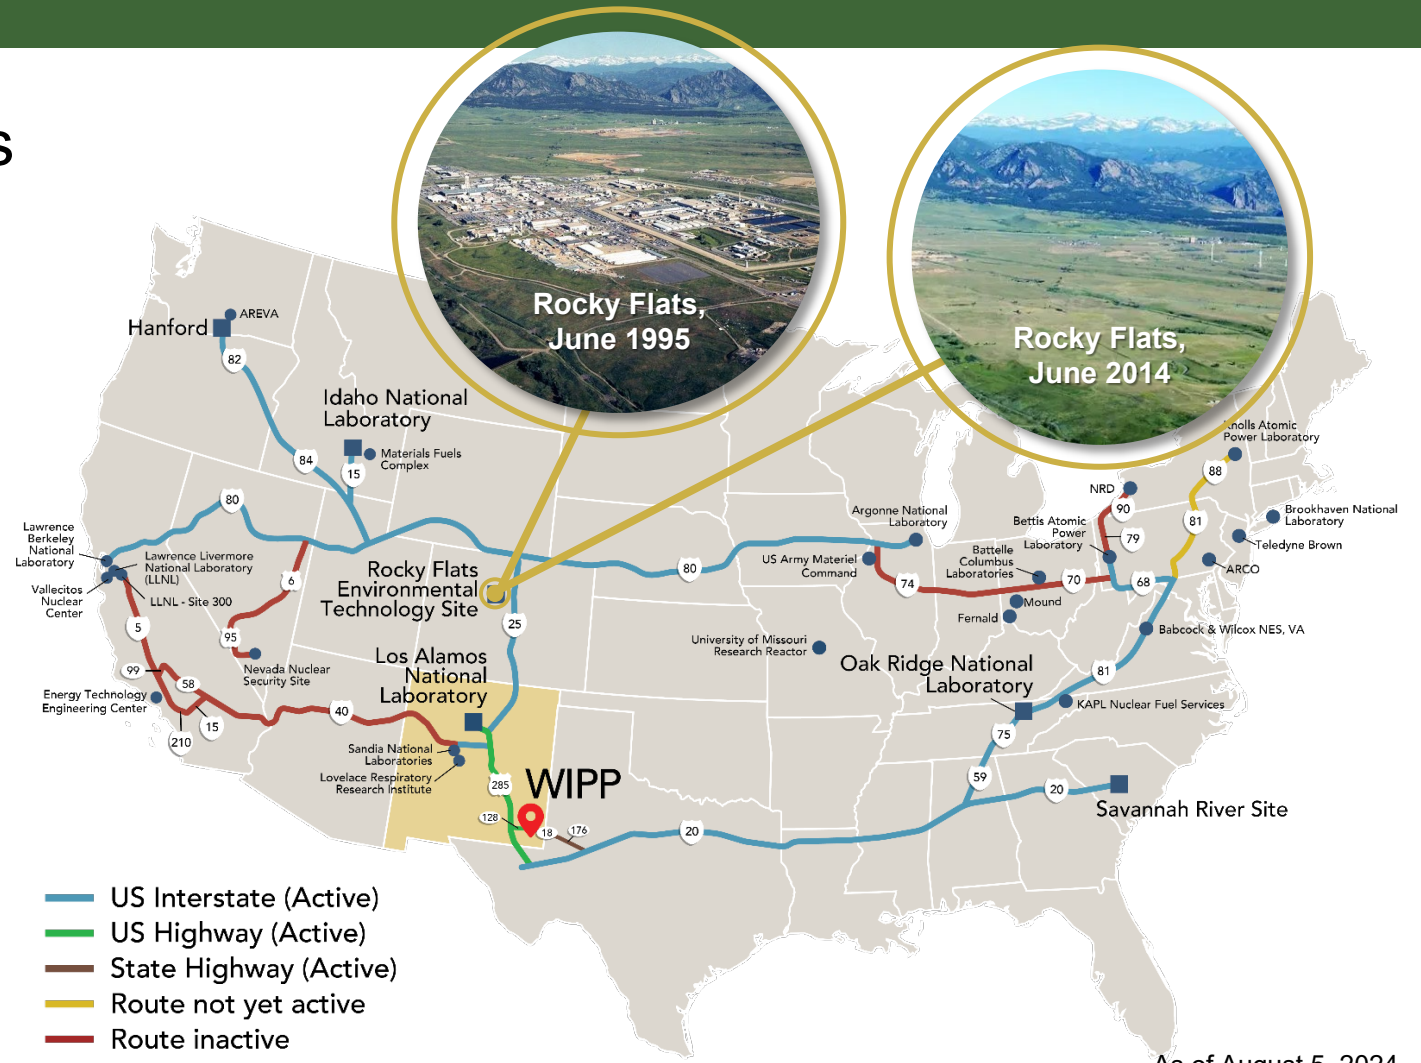 s
Rocky Flats,
June 1995
Rocky Flats,
June 2014
AREVA
Hanford
82
Idaho National
Laboratory
Materials Fuels
Complex
84
15
80
Lawrence
Berkeley
National
Laboratory
Lawrence Livermore
National Laboratory
(LLNL)
Vallecitos
Nuclear
Center
LLNL - Site 300
6
5
95
Nevada Nuclear
Security Site
99
58
Energy Technology
Engineering Center
15
210
40
Rocky Flats
Environmental
Technology Site
25
Los Alamos
National
Laboratory
Sandia National
Laboratories
Lovelace Respiratory
Research Institute
285
WIPP
128
18
176
20
80
Argonne National
Laboratory
US Army Materiel
Command
74
University of Missouri
Research Reactor
Knolls Atomic
Power Laboratory
88
NRD
90
Bettis Atomic
Power
Laboratory
79
81
Brookhaven National
Laboratory
Teledyne Brown
Battelle
Columbus
Laboratories
70
68
ARCO
Mound
Fernald
Babcock & Wilcox NES, VA
Oak Ridge National
Laboratory
81
KAPL Nuclear Fuel Services
75
59
20
Savannah River Site
US Interstate (Active)
US Highway (Active)
State Highway (Active)
Route not yet active
Route inactive
As of August 5, 2024